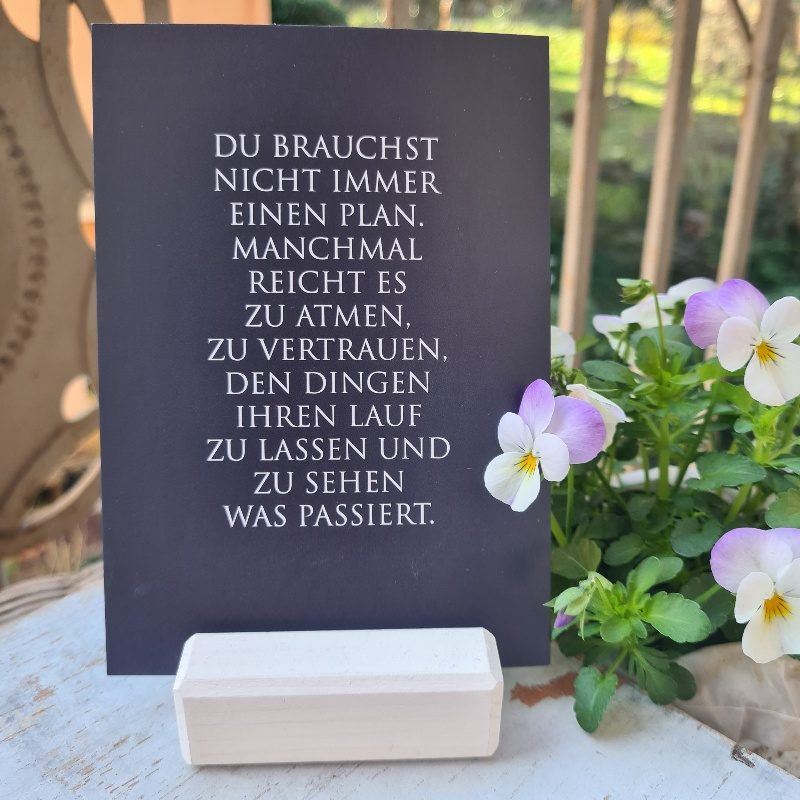 DU BRAUCHST
NICHT IMMER
EINEN PLAN.
MANCHMAL
REICHT ES
ZU ATMEN,
ZU VERTRAUEN,
DEN DINGEN
IHREN LAUF
ZU LASSEN UND
ZU SEHEN
WAS PASSIERT.